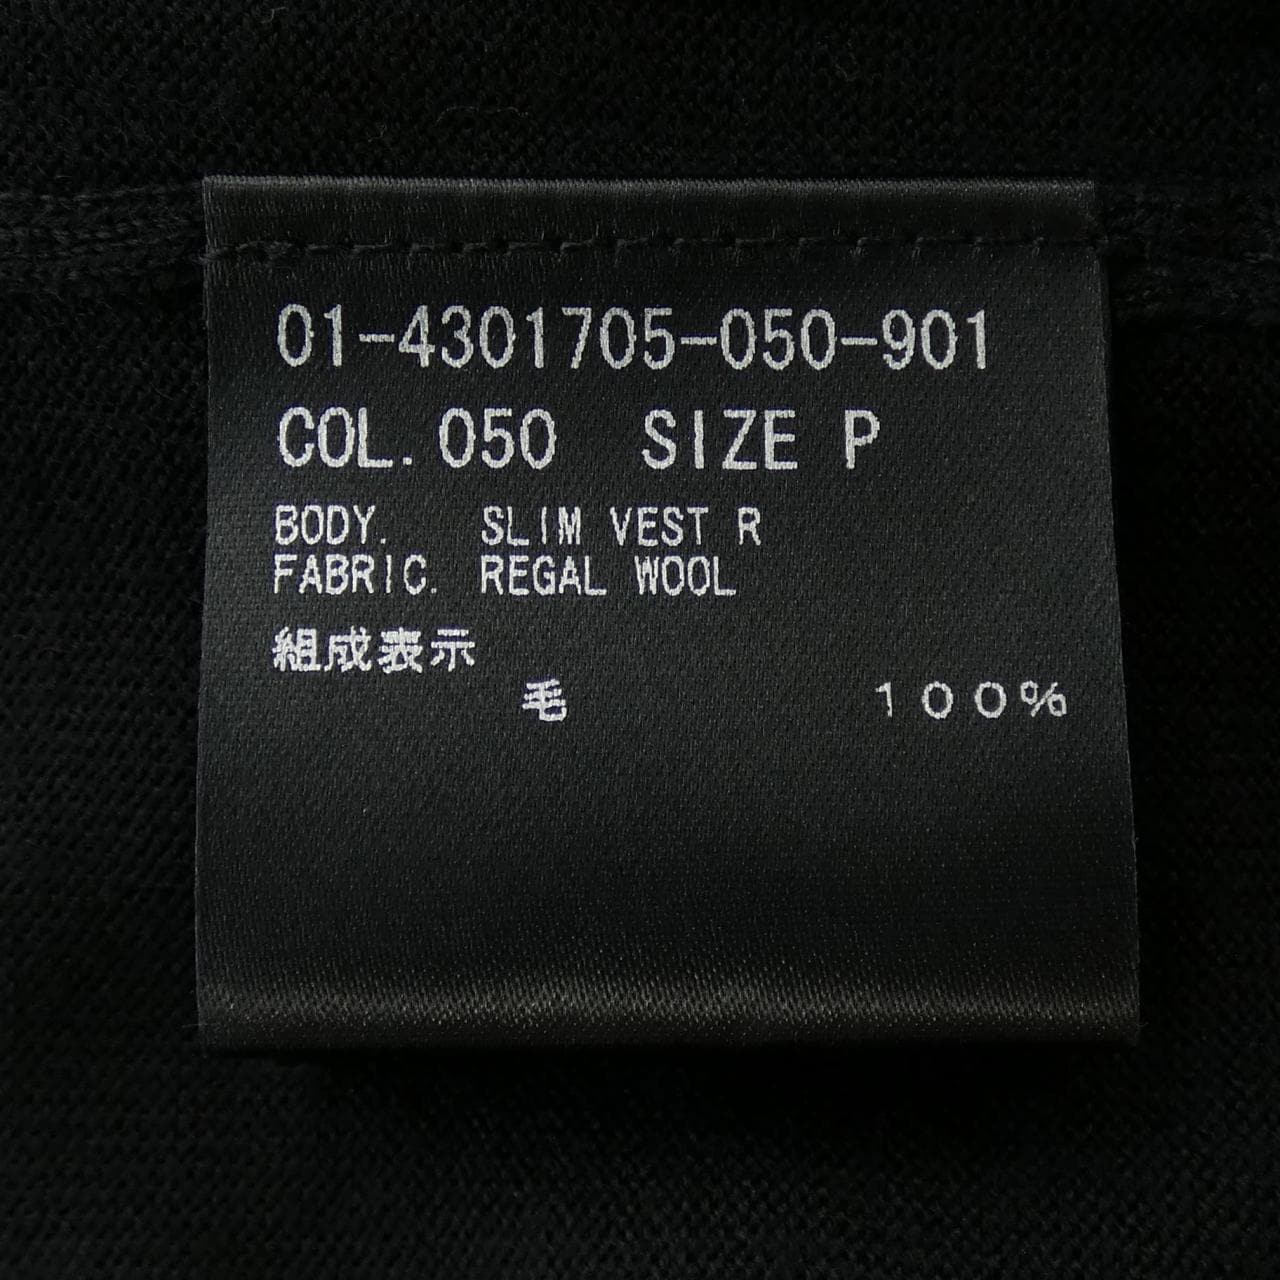 01-4301705-050-901
COL. 050 SIZE P
BODY. SLIM VEST R
FABRIC. REGAL WOOL
組成表示
毛 100%